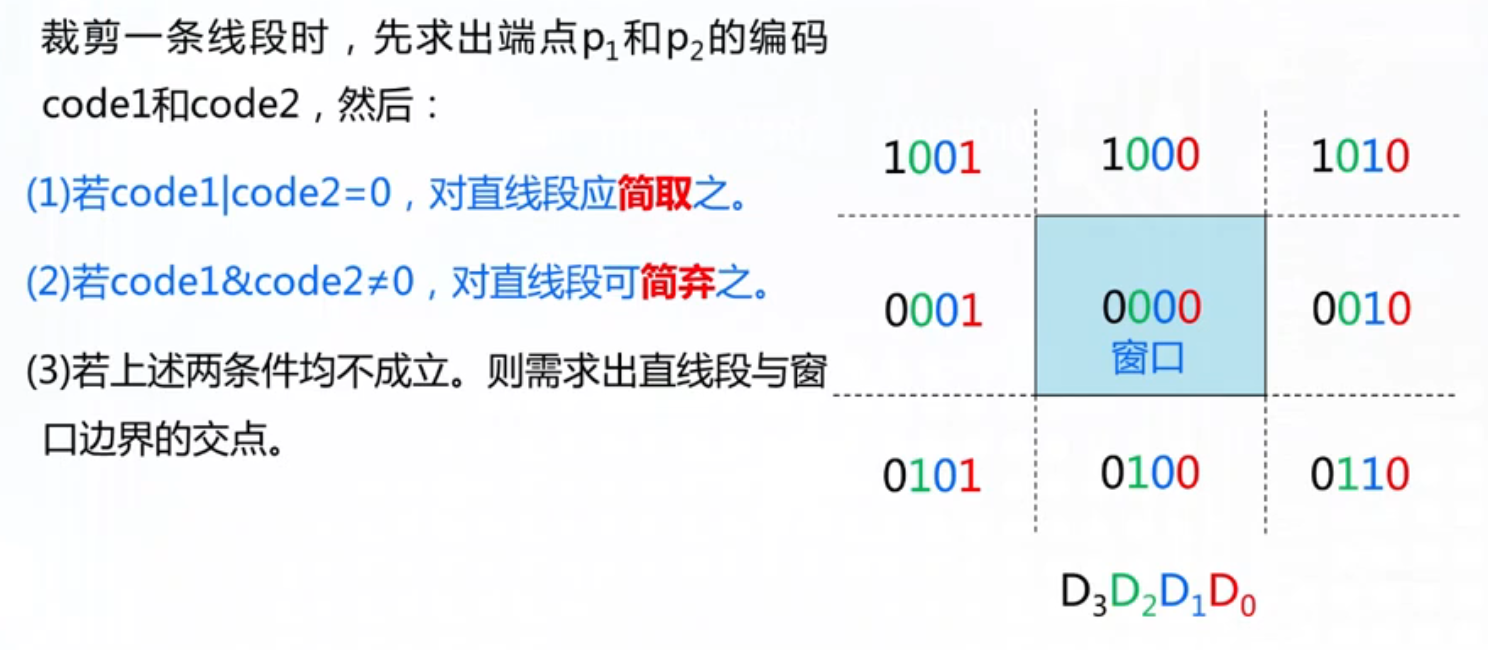 裁剪一条线段时，先求出端点p₁和p₂的编码
code1和code2，然后：
(1)若code1|code2=0，对直线段应简取之。
(2)若code1&code2≠0，对直线段可简弃之。
(3)若上述两条件均不成立。则需求出直线段与窗
口边界的交点。
1001 1000 1010
0001 0000 0010
窗口
0101 0100 0110
D₃D₂D₁D₀